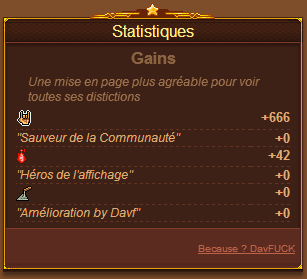 Statistiques
Gains
Une mise en page plus agréable pour voir
toutes ses distictions
+666
"Sauveur de la Communauté" +0
+42
"Héros de l'affichage" +0
+0
"Amélioration by Davf" +0
Because ? DavFUCK